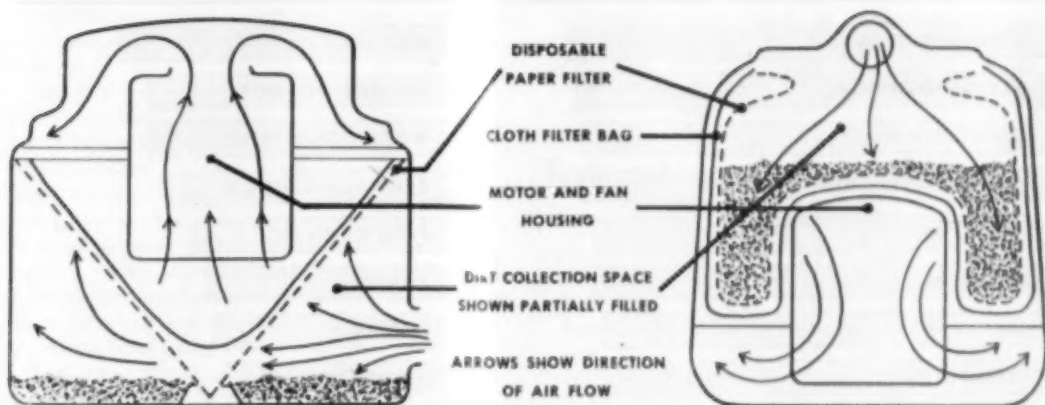 DISPOSABLE
PAPER FILTER
CLOTH FILTER BAG
MOTOR AND FAN
HOUSING
DIRT COLLECTION SPACE
SHOWN PARTIALLY FILLED
ARROWS SHOW DIRECTION
OF AIR FLOW